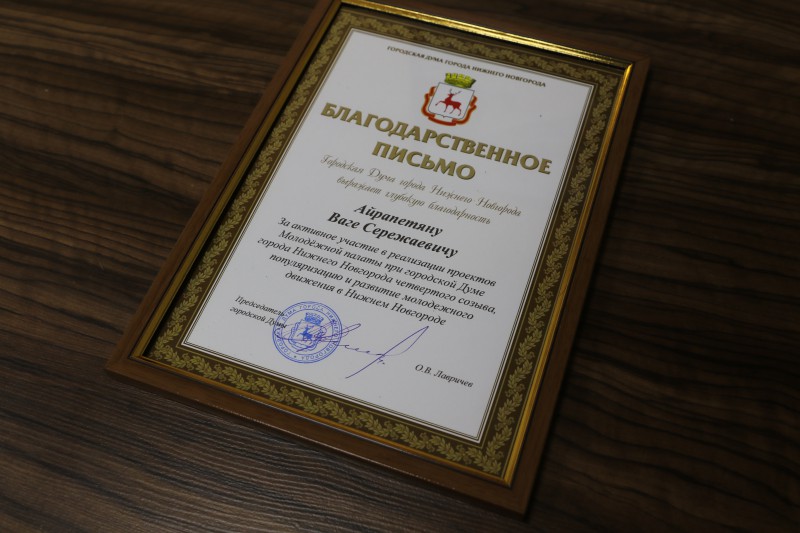 ГОРОДСКАЯ ДУМА ГОРОДА НИЖНЕГО НОВГОРОДА
БЛАГОДАРСТВЕННОЕ
ПИСЬМО
Городская Дума города Нижнего Новгорода
выражает глубокую благодарность
Айрапетяну
Ваге Сережаевичу
За активное участие в реализации проектов
Молодёжной палаты при городской Думе
города Нижнего Новгорода четвертого созыва,
популяризацию и развитие молодежного
движения в Нижнем Новгороде
Председатель
городской Думы
О.В. Лавричев